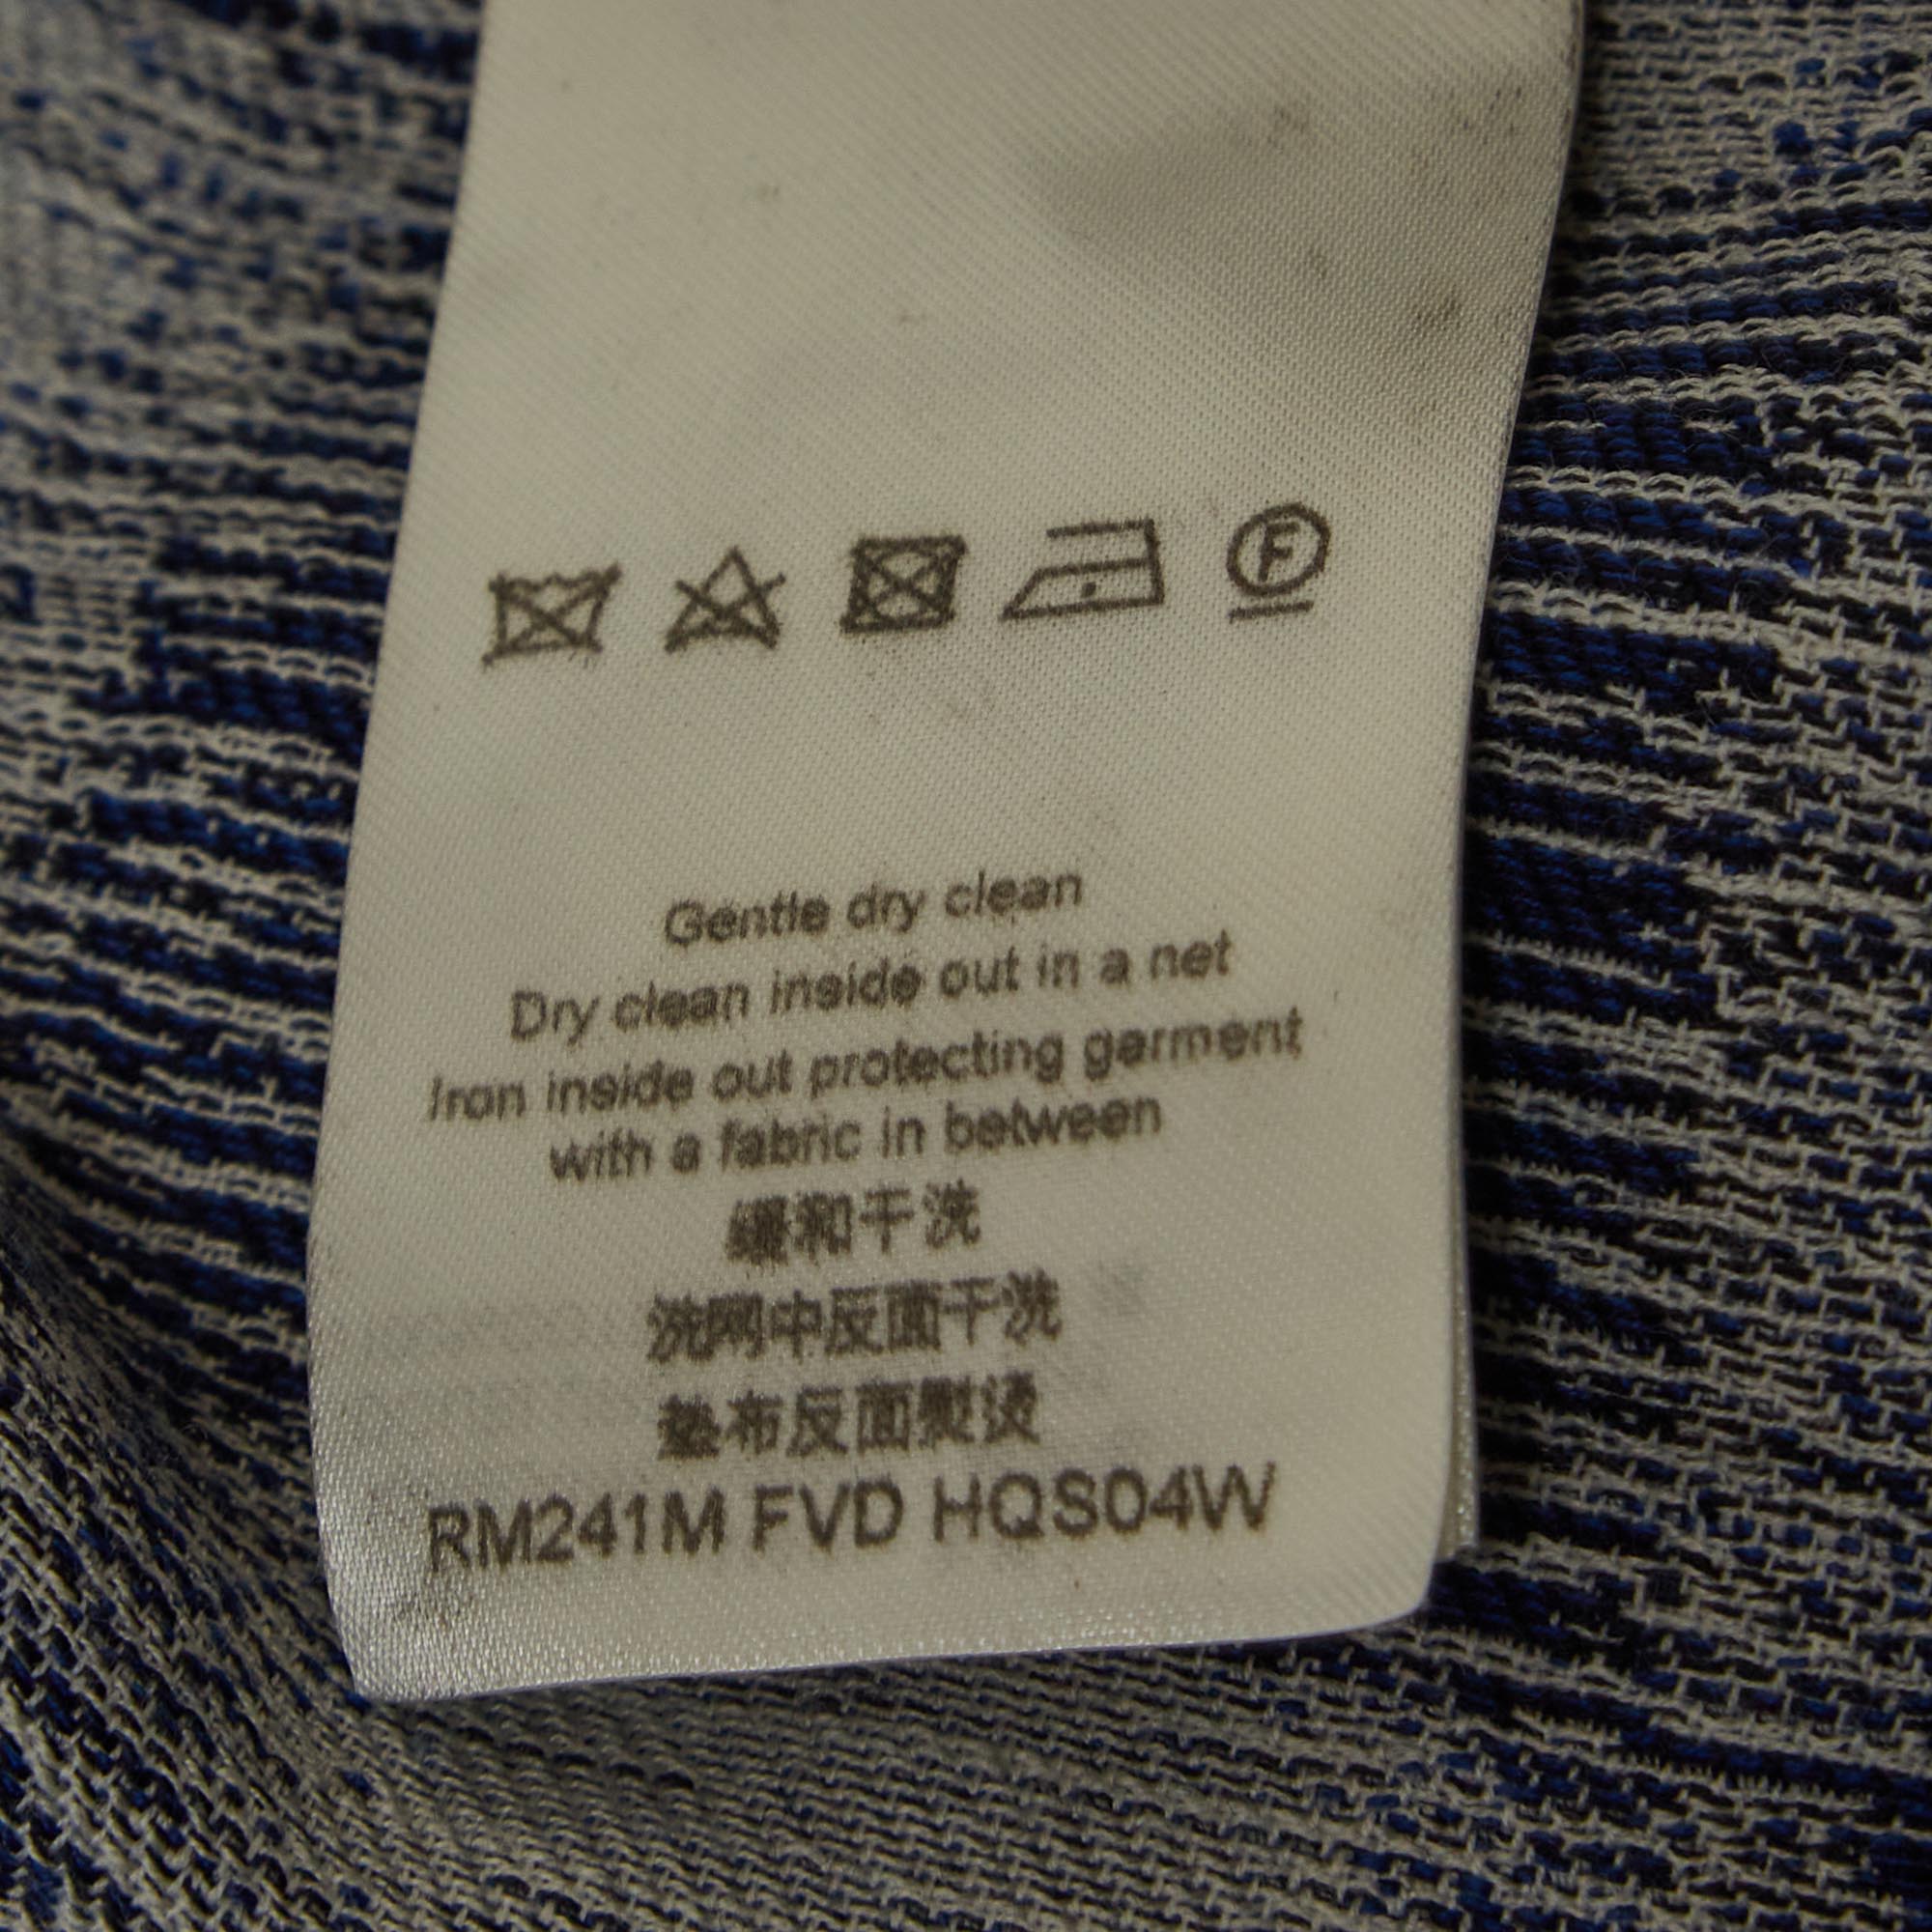 F
Gentle dry clean
Dry clean inside out in a net
Iron inside out protecting garment
with a fabric in between
缓和干洗
洗网中反面干洗
垫布反面熨烫
RM241M FVD HQS04W